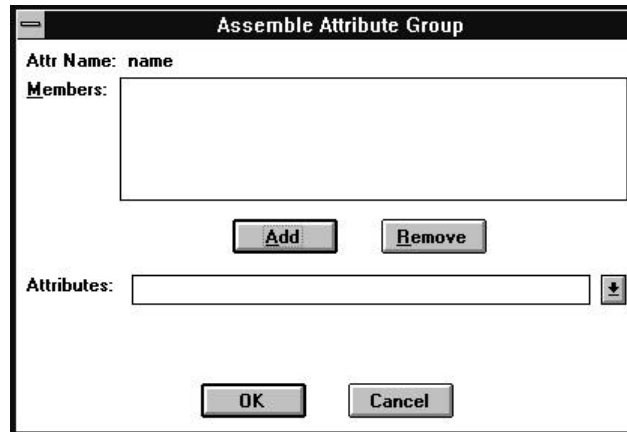 Assemble Attribute Group
Attr Name: name
Members:
Add Remove
Attributes:
OK Cancel